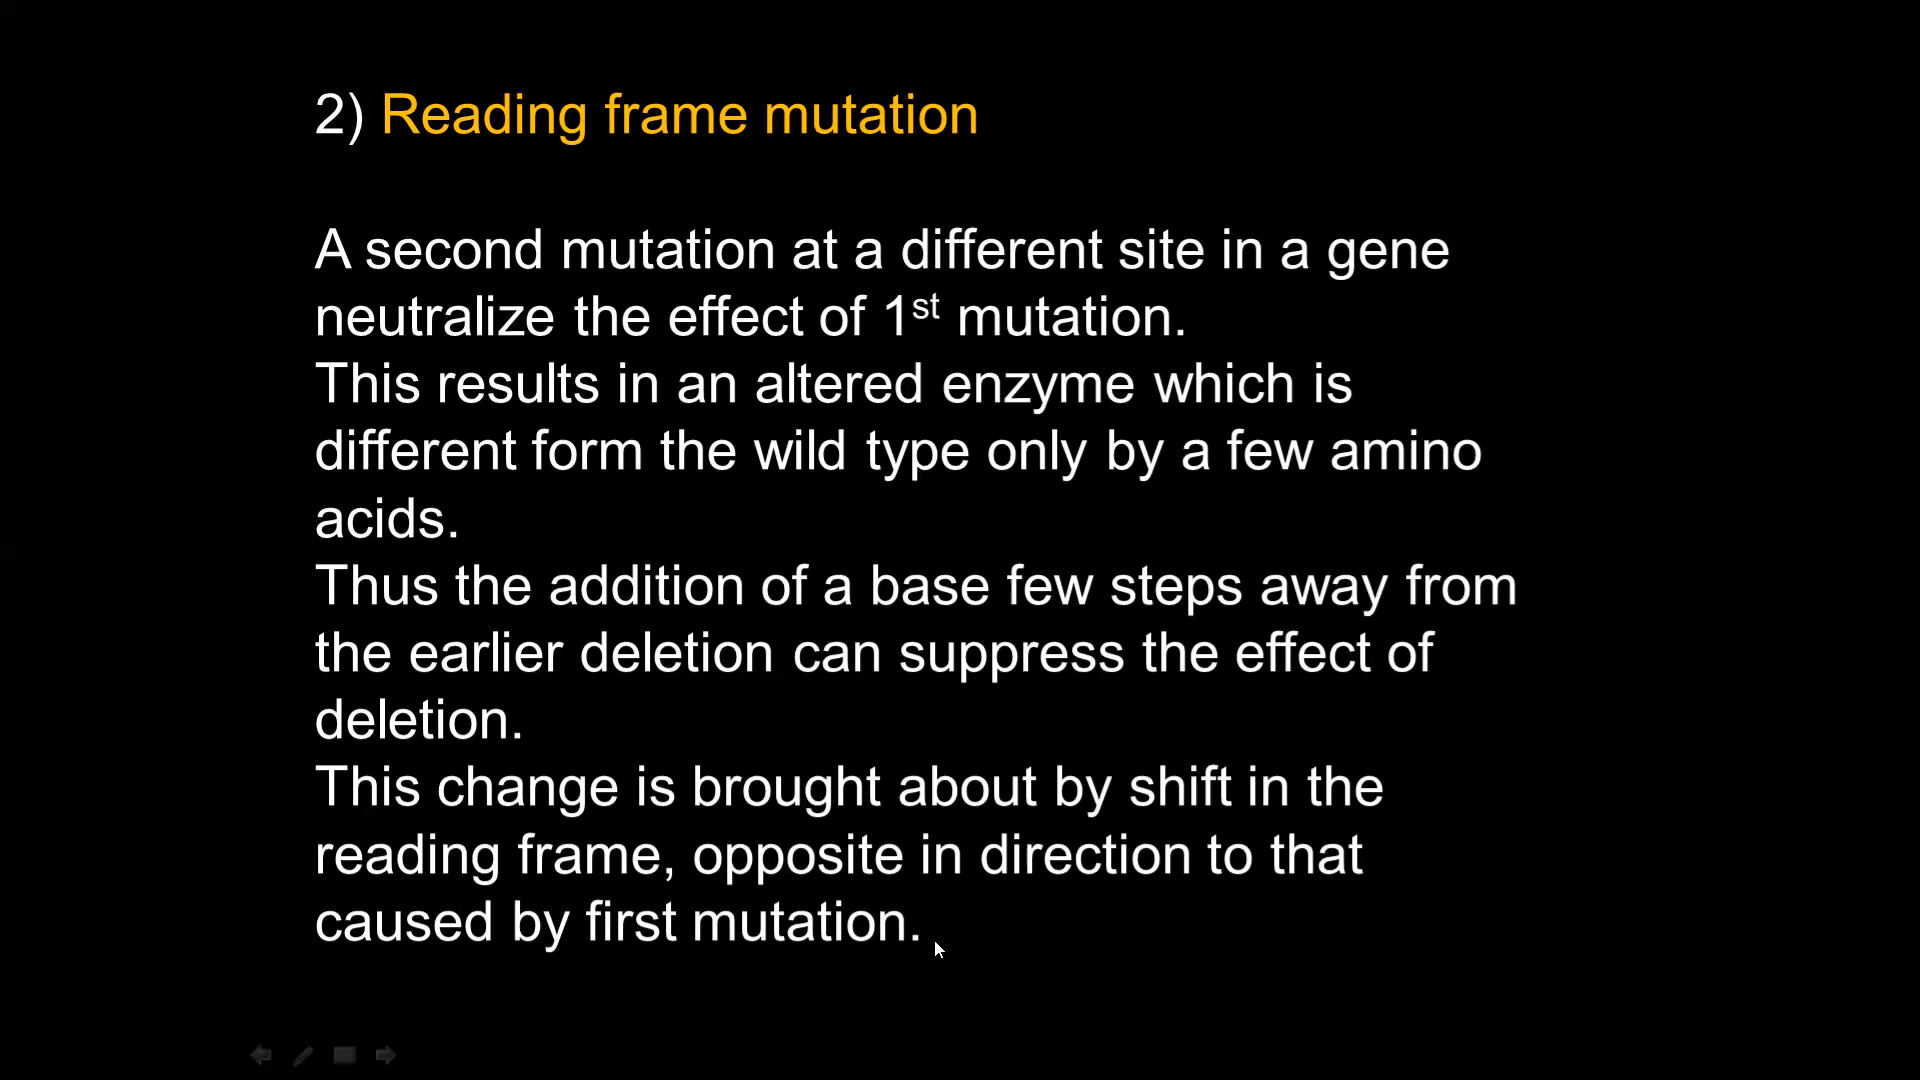 2) Reading frame mutation
A second mutation at a different site in a gene
neutralize the effect of 1st mutation.
This results in an altered enzyme which is
different form the wild type only by a few amino
acids.
Thus the addition of a base few steps away from
the earlier deletion can suppress the effect of
deletion.
This change is brought about by shift in the
reading frame, opposite in direction to that
caused by first mutation.